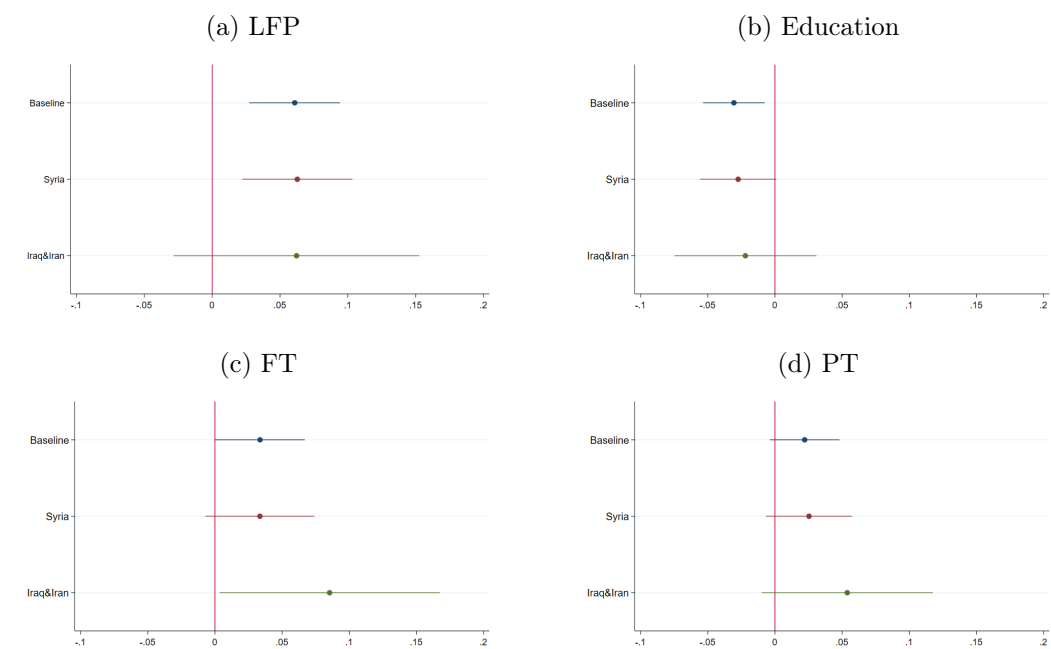 (a) LFP
Baseline
Syria
Iraq&Iran
-.1 -.05 0 .05 .1 .15 .2
(b) Education
Baseline
Syria
Iraq&Iran
-.1 -.05 0 .05 .1 .15 .2
(c) FT
Baseline
Syria
Iraq&Iran
-.1 -.05 0 .05 .1 .15 .2
(d) PT
Baseline
Syria
Iraq&Iran
-.1 -.05 0 .05 .1 .15 .2